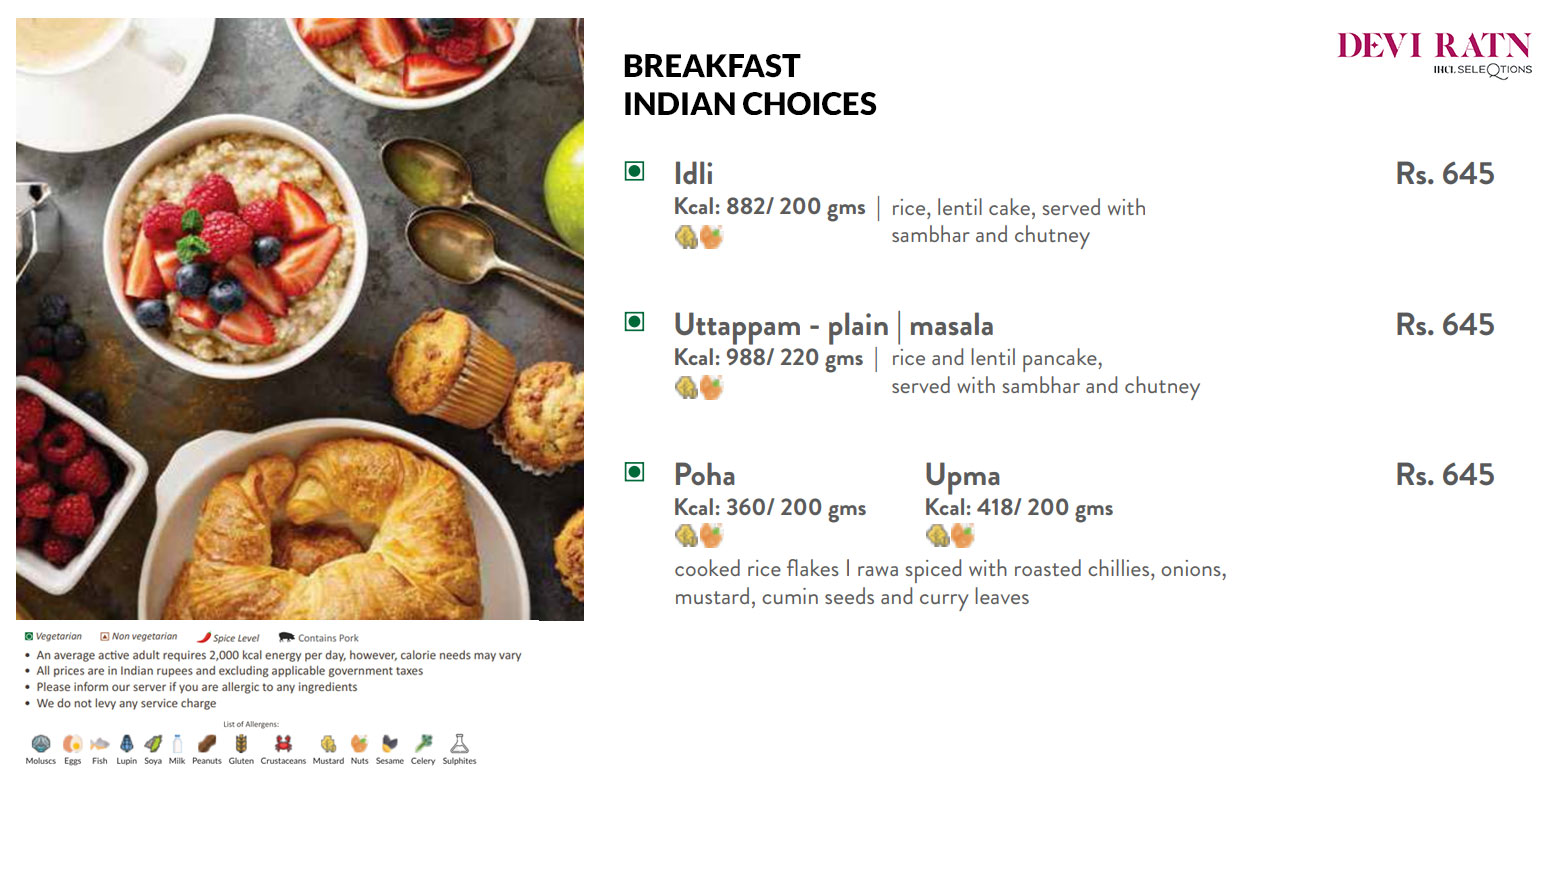 DEVI RATN
IHCL SELEQTIONS
BREAKFAST
INDIAN CHOICES
Idli Rs. 645
Kcal: 882/ 200 gms | rice, lentil cake, served with
sambhar and chutney
Uttappam - plain | masala Rs. 645
Kcal: 988/ 220 gms | rice and lentil pancake,
served with sambhar and chutney
Poha Upma Rs. 645
Kcal: 360/ 200 gms Kcal: 418/ 200 gms
cooked rice flakes I rawa spiced with roasted chillies, onions,
mustard, cumin seeds and curry leaves
Vegetarian Non vegetarian Spice Level Contains Pork
• An average active adult requires 2,000 kcal energy per day, however, calorie needs may vary
• All prices are in Indian rupees and excluding applicable government taxes
• Please inform our server if you are allergic to any ingredients
• We do not levy any service charge
List of Allergens:
Moluscs Eggs Fish Lupin Soya Milk Peanuts Gluten Crustaceans Mustard Nuts Sesame Celery Sulphites